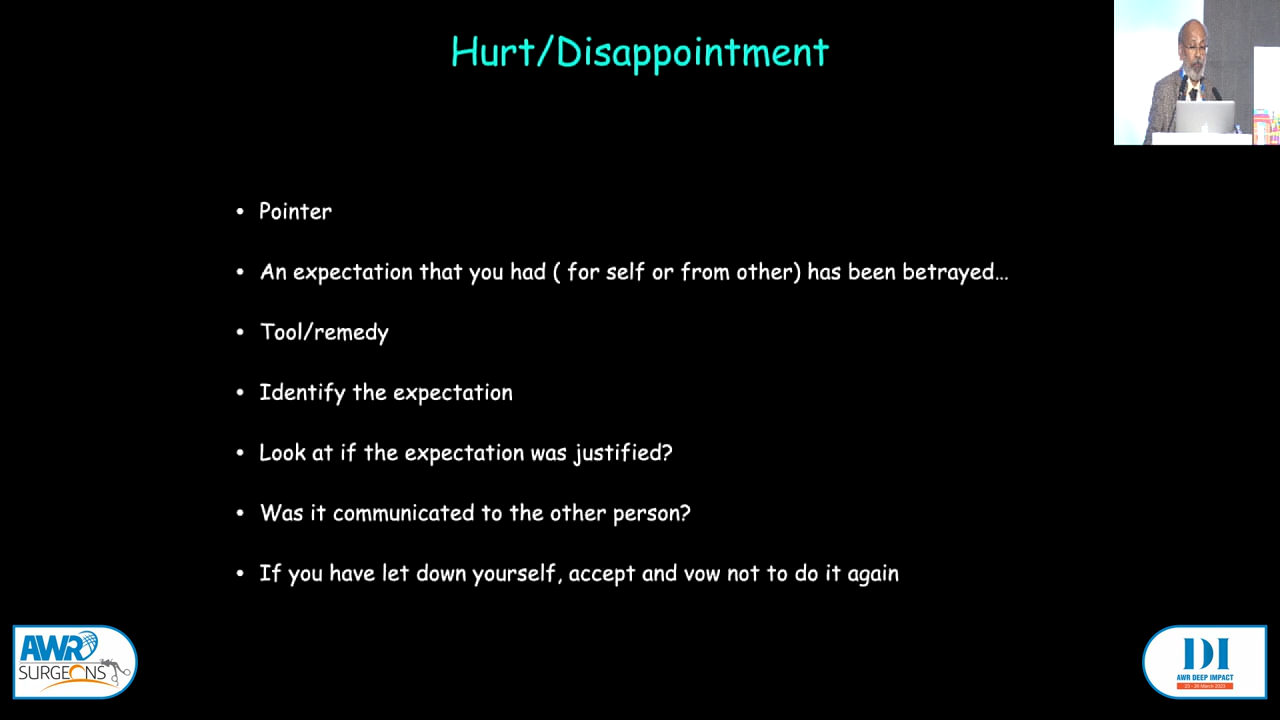 Hurt/Disappointment
• Pointer
• An expectation that you had ( for self or from other) has been betrayed...
• Tool/remedy
• Identify the expectation
• Look at if the expectation was justified?
• Was it communicated to the other person?
• If you have let down yourself, accept and vow not to do it again
AWR
SURGEONS
DI
AWR DEEP IMPACT